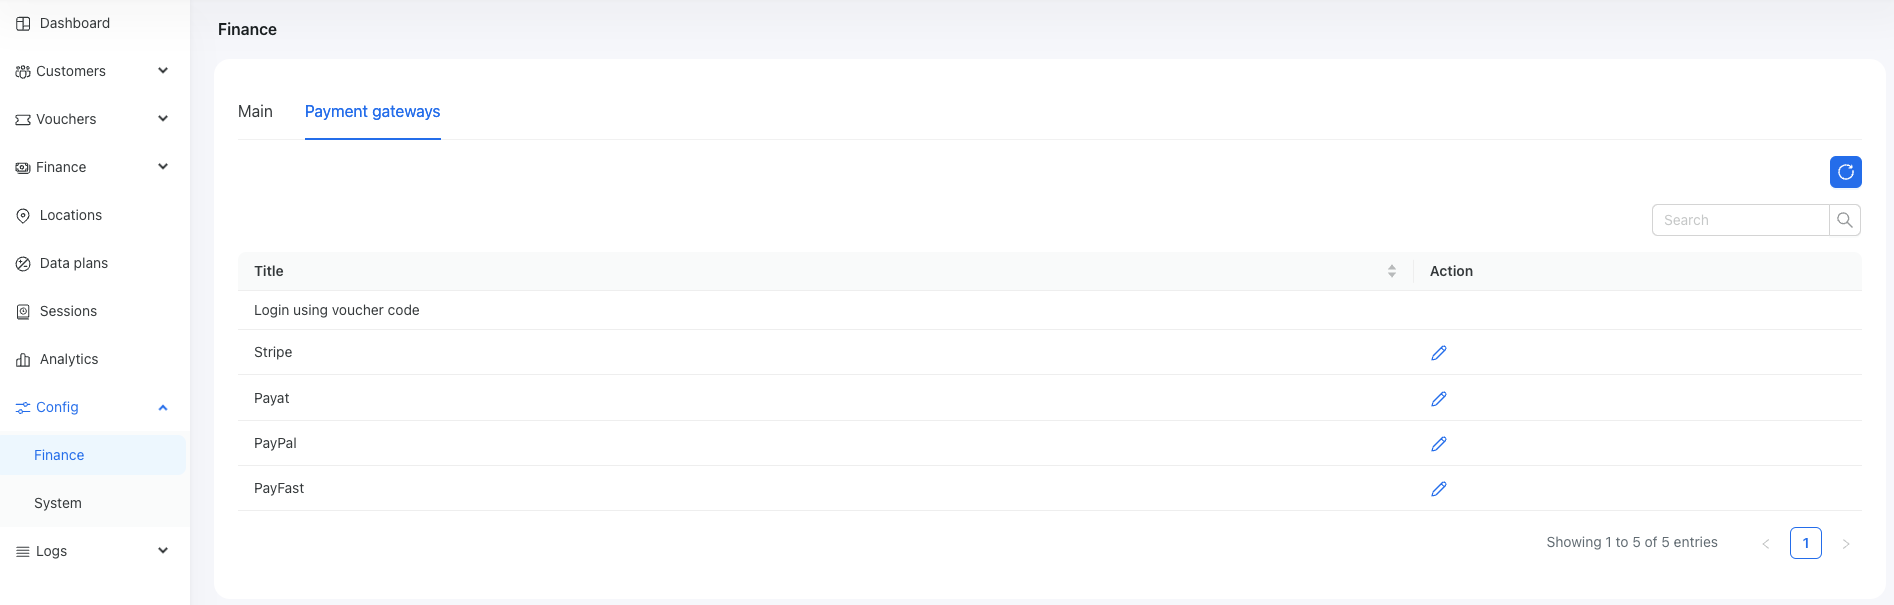 Dashboard
Customers
Vouchers
Finance
Locations
Data plans
Sessions
Analytics
Config
Finance
System
Logs
Finance
Main Payment gateways
Search
Title Action
Login using voucher code
Stripe
Payat
PayPal
PayFast
Showing 1 to 5 of 5 entries < 1 >